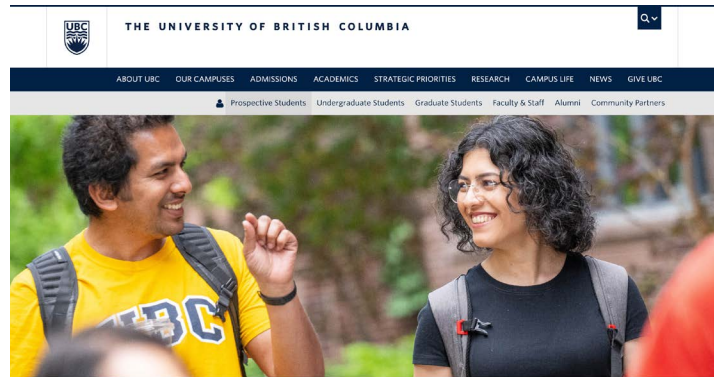 UBC
THE UNIVERSITY OF BRITISH COLUMBIA
ABOUT UBC OUR CAMPUSES ADMISSIONS ACADEMICS STRATEGIC PRIORITIES RESEARCH CAMPUS LIFE NEWS GIVE UBC
Prospective Students Undergraduate Students Graduate Students Faculty & Staff Alumni Community Partners
UBC